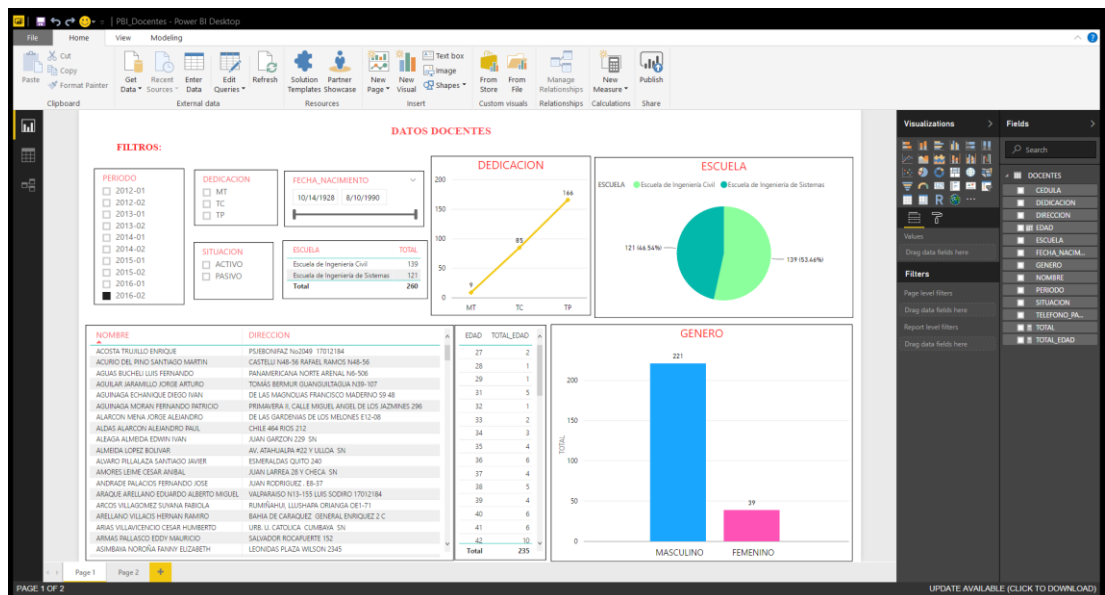 PBI_Docentes - Power BI Desktop
File Home View Modeling
Paste
Cut
Copy
Format Painter
Clipboard
Get Data
Recent Sources
Enter Data
Edit Queries
Refresh
External data
Solution Templates
Partner Showcase
Resources
New Page
New Visual
Text box
Image
Shapes
Insert
From Store
From File
Custom visuals
Manage Relationships
Relationships
New Measure
Calculations
Publish
Share
DATOS DOCENTES
FILTROS:
PERIODO
2012-01
2012-02
2013-01
2013-02
2014-01
2014-02
2015-01
2015-02
2016-01
2016-02
DEDICACION
MT
TC
TP
SITUACION
ACTIVO
PASIVO
FECHA_NACIMIENTO
10/14/1928 8/10/1990
ESCUELA TOTAL
Escuela de Ingeniería Civil 139
Escuela de Ingeniería de Sistemas 121
Total 260
DEDICACION
200
150
100
50
0
9
85
166
MT TC TP
ESCUELA
ESCUELA Escuela de Ingeniería Civil Escuela de Ingeniería de Sistemas
121 (46.54%)
139 (53.46%)
NOMBRE DIRECCION
ACOSTA TRUJILLO ENRIQUE PSJEBONIFAZ No2049 17012184
ACURIO DEL PINO SANTIAGO MARTIN CASTELLI N48-56 RAFAEL RAMOS N48-56
AGUAS BUCHELI LUIS FERNANDO PANAMERICANA NORTE ARENAL N6-506
AGUILAR JARAMILLO JORGE ARTURO TOMÁS BERMUR GUANGUILTAGUA N39-107
AGUINAGA ECHANIQUE DIEGO IVAN DE LAS MAGNOLIAS FRANCISCO MADERNO S9 48
AGUINAGA MORAN FERNANDO PATRICIO PRIMAVERA II, CALLE MIGUEL ANGEL DE LOS JAZMINES 296
ALARCON MENA JORGE ALEJANDRO DE LAS GARDENIAS DE LOS MELONES E12-08
ALDAS ALARCON ALEJANDRO PAUL CHILE 464 RIOS 212
ALEAGA ALMEIDA EDWIN IVAN JUAN GARZON 229 SN
ALMEIDA LOPEZ BOLIVAR AV. ATAHUALPA #22 Y ULLOA SN
ALVARO PILLALAZA SANTIAGO JAVIER ESMERALDAS QUITO 240
AMORES LEIME CESAR ANIBAL JUAN LARREA 28 Y CHECA SN
ANDRADE PALACIOS FERNANDO JOSE JUAN RODRIGUEZ . E8-37
ARAQUE ARELLANO EDUARDO ALBERTO MIGUEL VALPARAISO N13-155 LUIS SODIRO 17012184
ARCOS VILLAGOMEZ SUYANA FABIOLA RUMIÑAHUI, LLUSHAPA ORIANGA OE1-71
ARELLANO VILLACIS HERNAN RAMIRO BAHIA DE CARAQUEZ GENERAL ENRIQUEZ 2 C
ARIAS VILLAVICENCIO CESAR HUMBERTO URB. U. CATOLICA CUMBAYA SN
ARMAS PALLASCO EDDY MAURICIO SALVADOR ROCAFUERTE 152
ASIMBAYA NOROÑA FANNY ELIZABETH LEONIDAS PLAZA WILSON 2345
EDAD TOTAL_EDAD
27 2
28 1
29 1
31 5
32 1
33 2
34 3
35 4
36 6
37 4
38 5
39 4
40 6
41 6
42 10
Total 235
GENERO
TOTAL
200
150
100
50
0
221
39
MASCULINO FEMENINO
Visualizations
Values
Drag data fields here
Filters
Page level filters
Drag data fields here
Report level filters
Drag data fields here
Fields
Search
DOCENTES
CEDULA
DEDICACION
DIRECCION
EDAD
ESCUELA
FECHA_NACIM...
GENERO
NOMBRE
PERIODO
SITUACION
TELEFONO_PA...
TOTAL
TOTAL_EDAD
Page 1 Page 2
PAGE 1 OF 2
UPDATE AVAILABLE (CLICK TO DOWNLOAD)